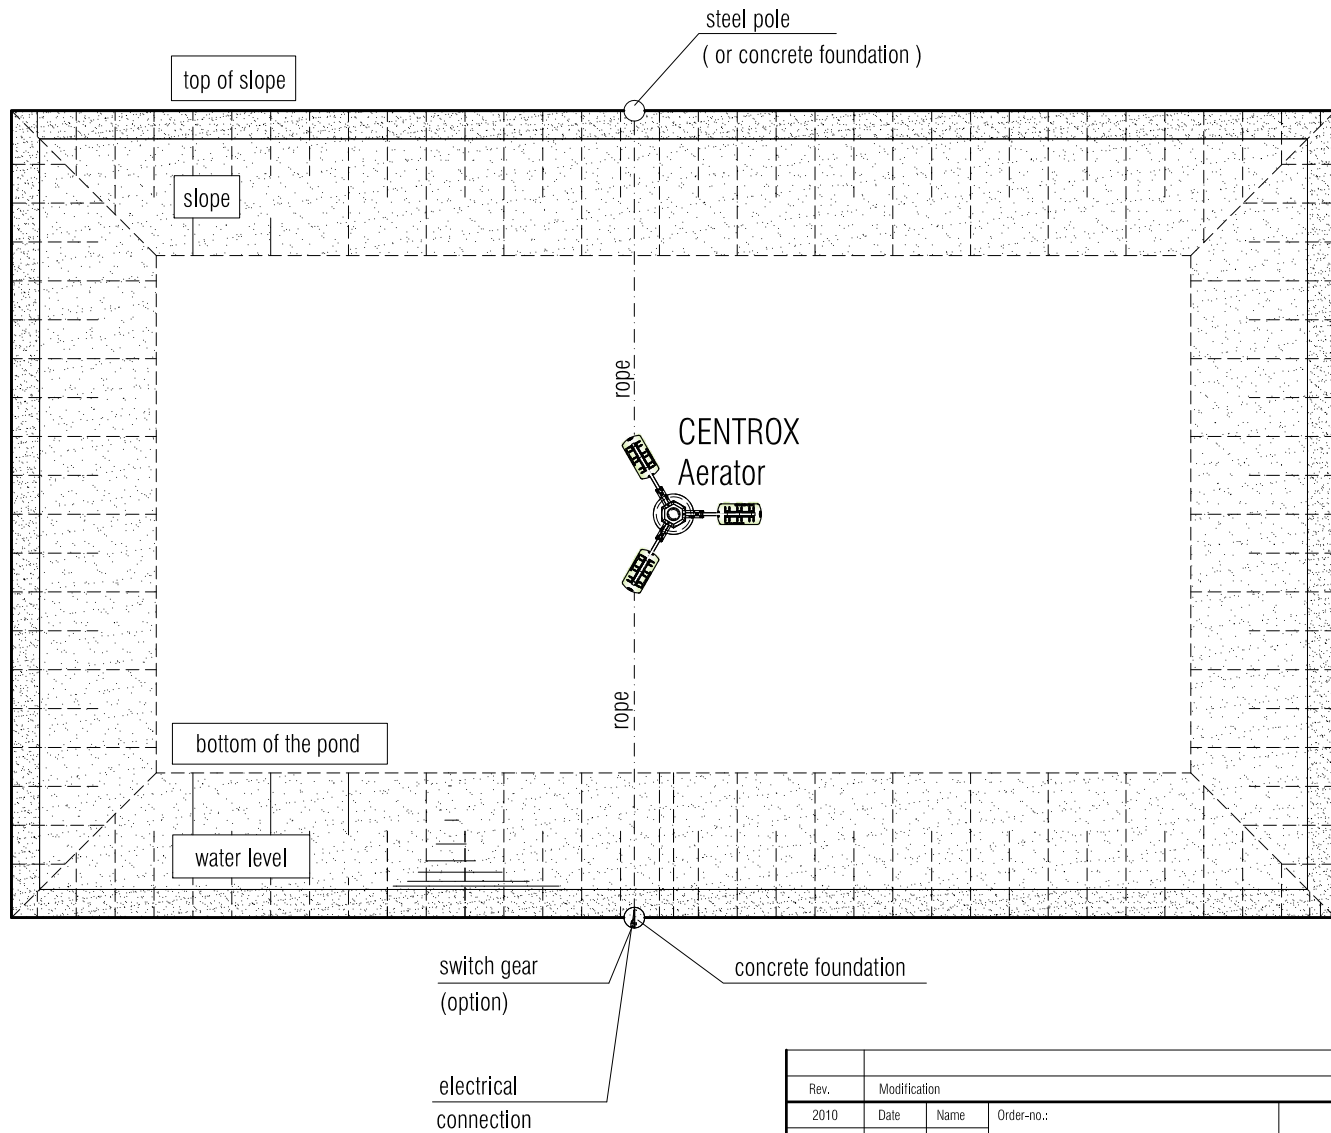 steel pole
( or concrete foundation )
top of slope
slope
rope
CENTROX
Aerator
rope
bottom of the pond
water level
switch gear
(option)
concrete foundation
electrical
connection
Rev. Modification
2010 Date Name Order-no.: